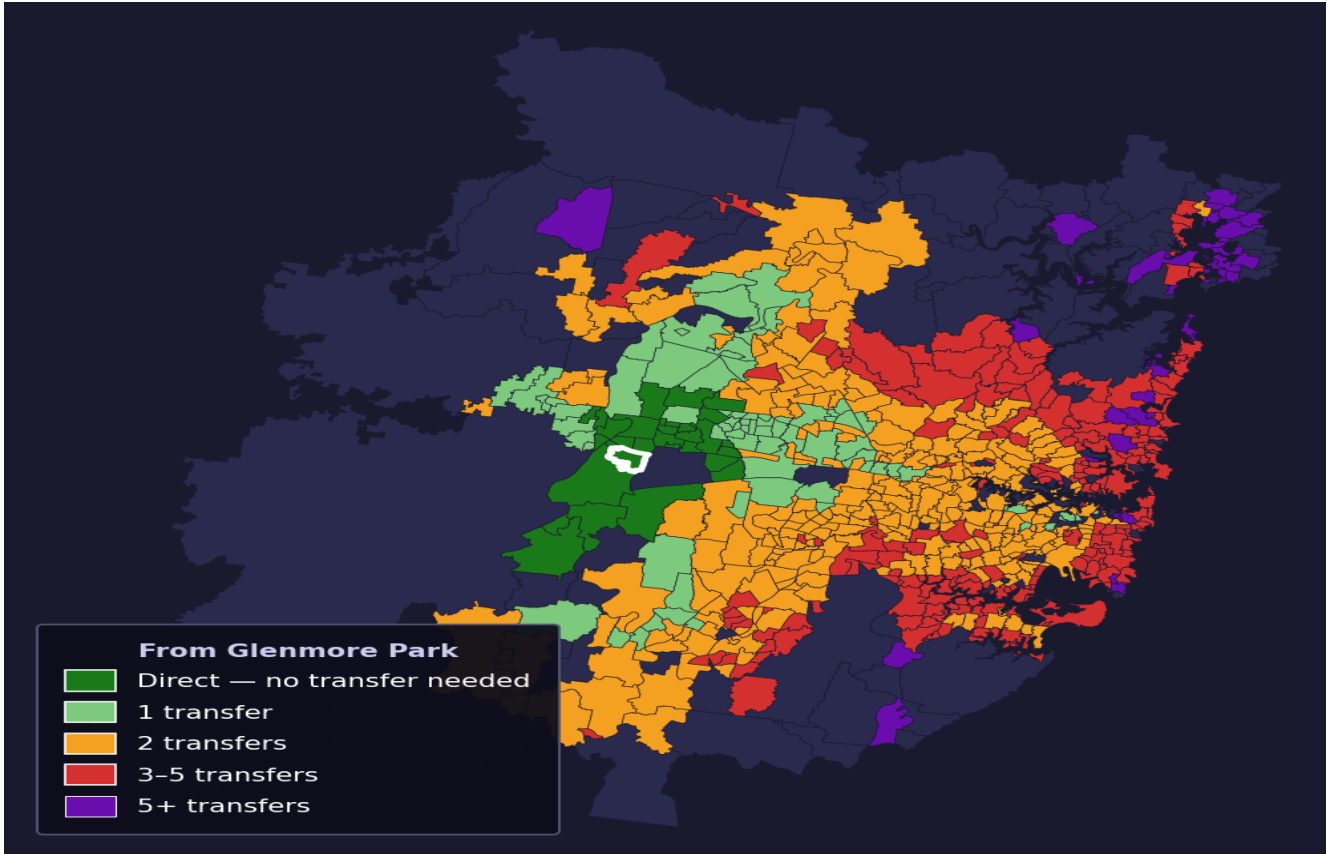 From Glenmore Park
Direct — no transfer needed
1 transfer
2 transfers
3–5 transfers
5+ transfers